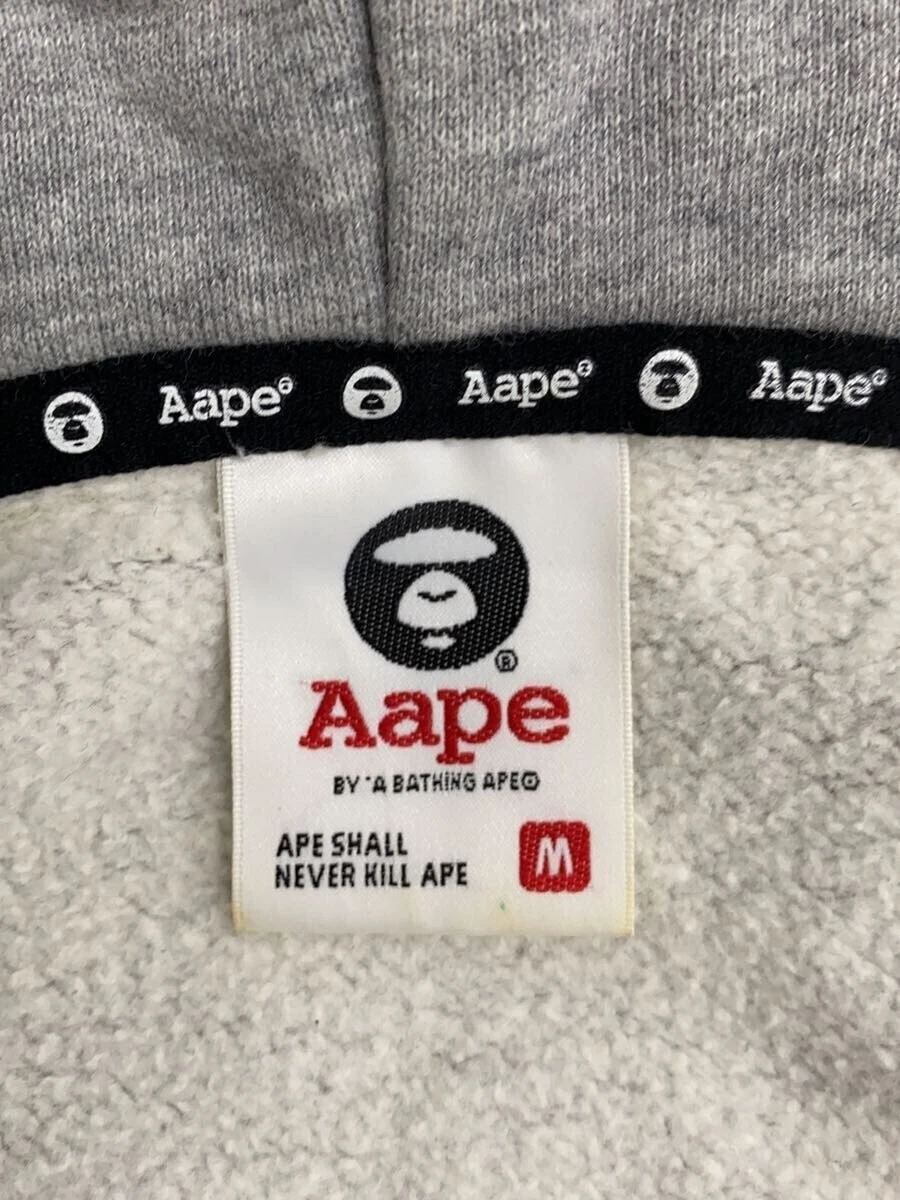 Aape® Aape® Aape®
®
Aape
BY *A BATHING APE®
APE SHALL
NEVER KILL APE
M